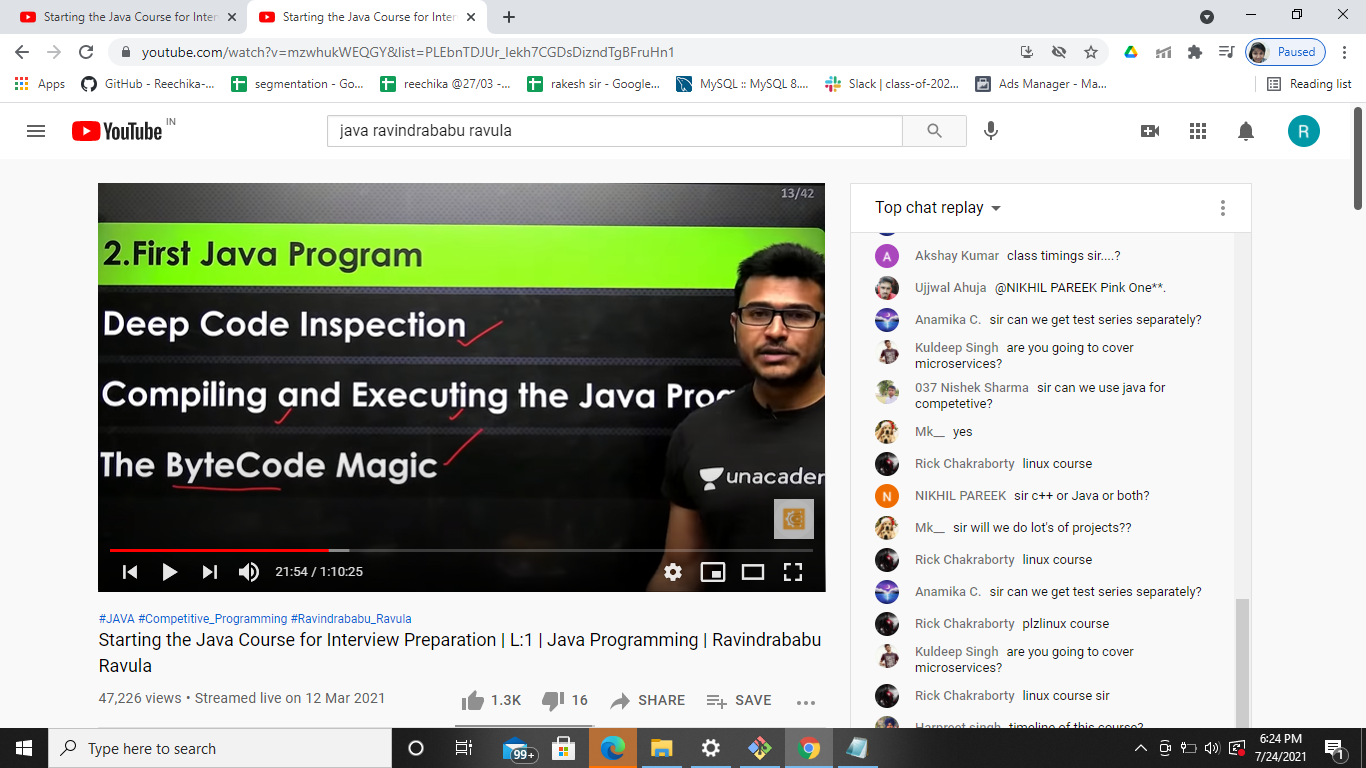 Starting the Java Course for Inter
Starting the Java Course for Inter
youtube.com/watch?v=mzwhukWEQGY&list=PLEbnTDJUr_Iekh7CGDsDizndTgBFruHn1
Paused
Apps
GitHub - Reechika-...
segmentation - Go...
reechika @27/03 -...
rakesh sir - Google...
MySQL :: MySQL 8....
Slack | class-of-202...
Ads Manager - Ma...
Reading list
YouTube IN
java ravindrababu ravula
R
13/42
2.First Java Program
Deep Code Inspection
Compiling and Executing the Java Prog
The ByteCode Magic
unacadem
21:54 / 1:10:25
#JAVA #Competitive_Programming #Ravindrababu_Ravula
Starting the Java Course for Interview Preparation | L:1 | Java Programming | Ravindrababu
Ravula
47,226 views • Streamed live on 12 Mar 2021
1.3K
16
SHARE
SAVE
Top chat replay
A
Akshay Kumar class timings sir....?
Ujjwal Ahuja @NIKHIL PAREEK Pink One**.
Anamika C. sir can we get test series separately?
Kuldeep Singh are you going to cover
microservices?
037 Nishek Sharma sir can we use java for
competetive?
Mk__ yes
Rick Chakraborty linux course
N
NIKHIL PAREEK sir c++ or Java or both?
Mk__ sir will we do lot's of projects??
Rick Chakraborty linux course
Anamika C. sir can we get test series separately?
Rick Chakraborty plzlinux course
Kuldeep Singh are you going to cover
microservices?
Rick Chakraborty linux course sir
Harpreet singh timeline of this course?
Type here to search
99+
6:24 PM
7/24/2021
1